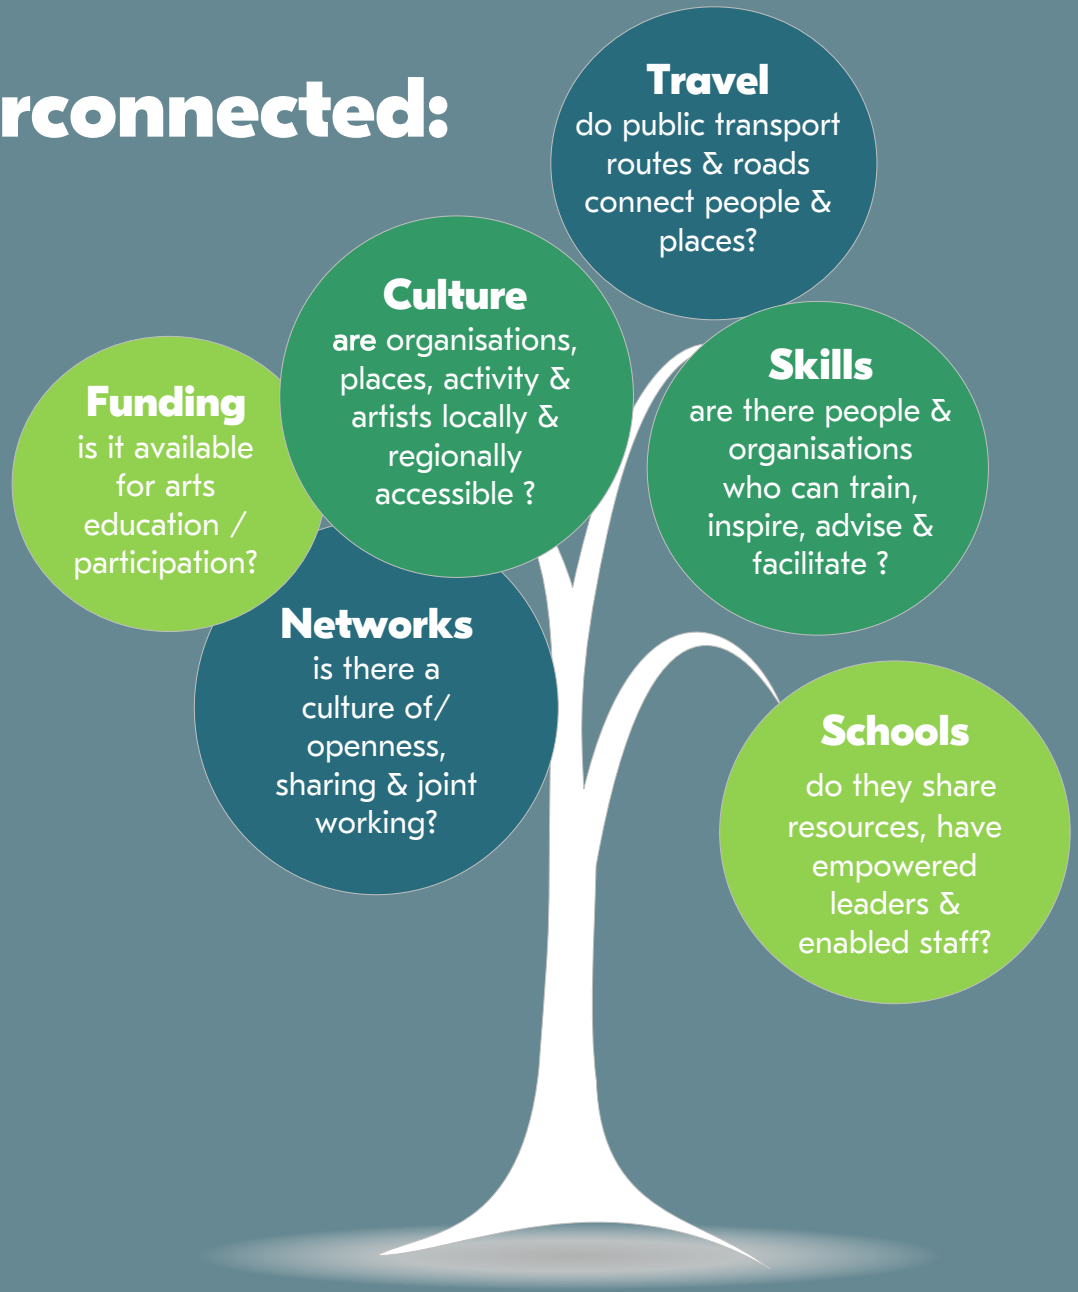 rconnected:
Travel
do public transport
routes & roads
connect people &
places?
Culture
are organisations,
places, activity &
artists locally &
regionally
accessible ?
Skills
are there people &
organisations
who can train,
inspire, advise &
facilitate ?
Funding
is it available
for arts
education /
participation?
Networks
is there a
culture of/
openness,
sharing & joint
working?
Schools
do they share
resources, have
empowered
leaders &
enabled staff?